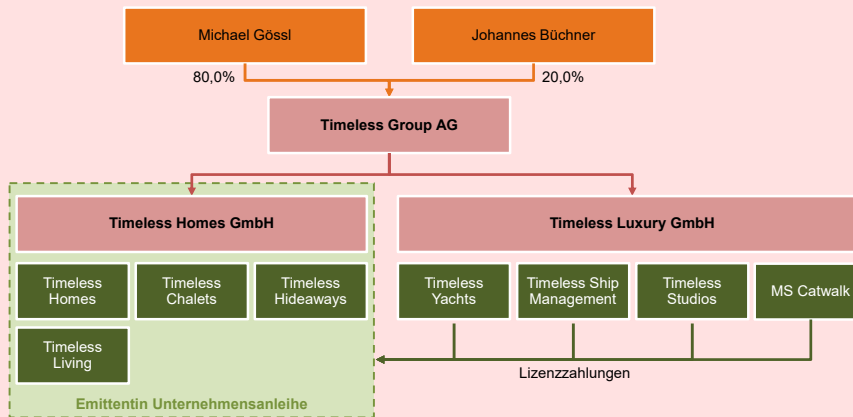 Michael Gössl
Johannes Büchner
80,0%
20,0%
Timeless Group AG
Timeless Homes GmbH
Timeless Luxury GmbH
Timeless
Homes
Timeless
Chalets
Timeless
Hideaways
Timeless
Yachts
Timeless Ship
Management
Timeless
Studios
MS Catwalk
Timeless
Living
Lizenzzahlungen
Emittentin Unternehmensanleihe